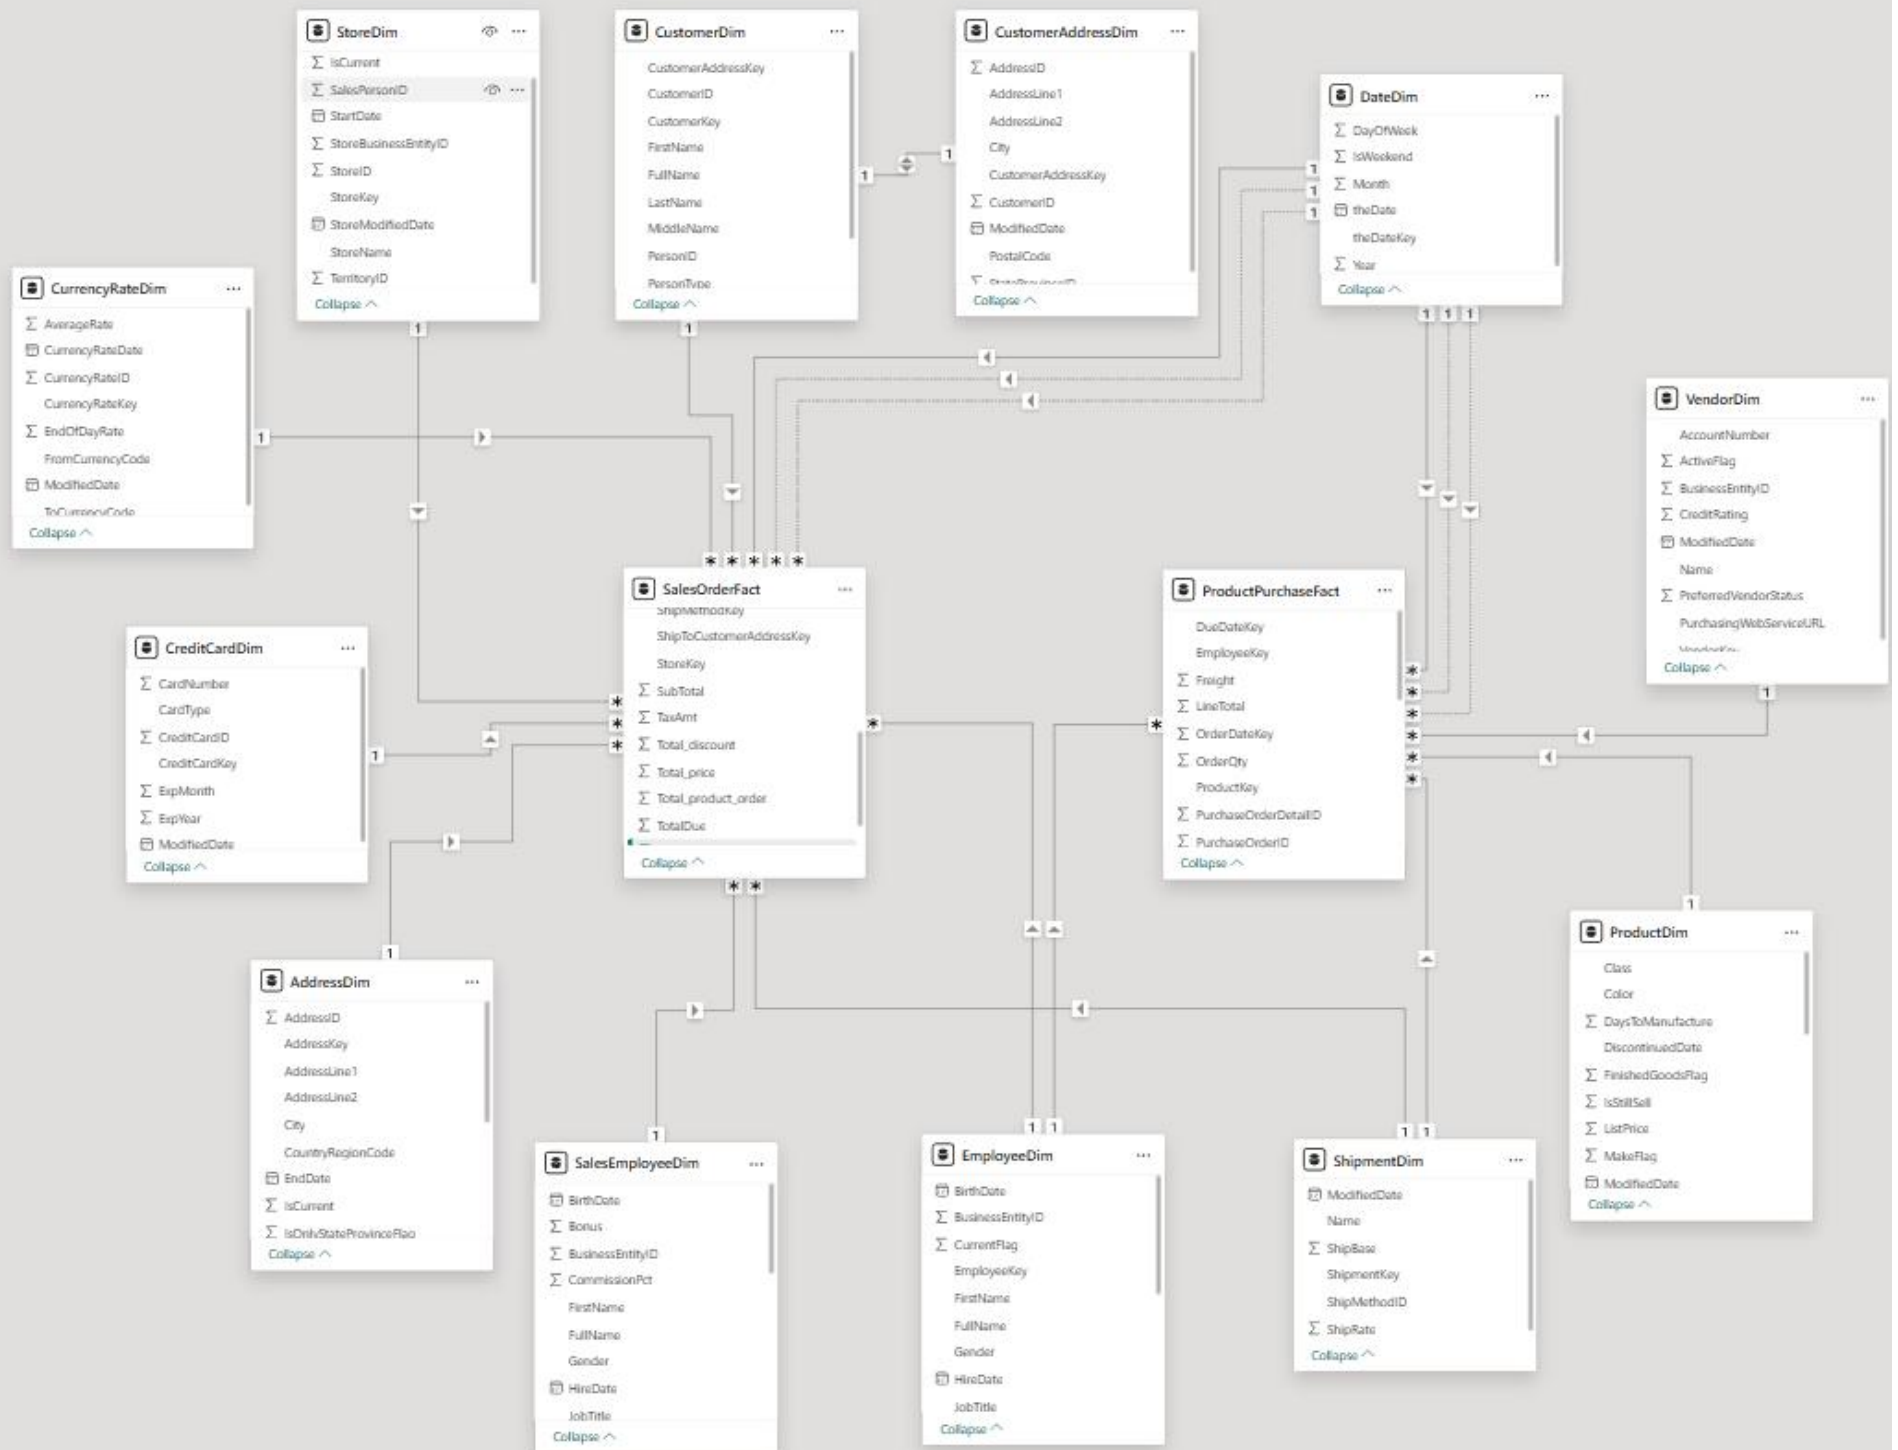 StoreDim
IsCurrent
SalesPersonID
StartDate
StoreBusinessEntityID
StoreID
StoreKey
StoreModifiedDate
StoreName
TerritoryID
Collapse
CustomerDim
CustomerAddressKey
CustomerID
CustomerKey
FirstName
FullName
LastName
MiddleName
PersonID
PersonType
Collapse
CustomerAddressDim
AddressID
AddressLine1
AddressLine2
City
CustomerAddressKey
CustomerID
ModifiedDate
PostalCode
StateProvinceID
Collapse
DateDim
DayOfWeek
IsWeekend
Month
theDate
theDateKey
Year
Collapse
CurrencyRateDim
AverageRate
CurrencyRateDate
CurrencyRateID
CurrencyRateKey
EndOfDayRate
FromCurrencyCode
ModifiedDate
ToCurrencyCode
Collapse
VendorDim
AccountNumber
ActiveFlag
BusinessEntityID
CreditRating
ModifiedDate
Name
PreferredVendorStatus
PurchasingWebServiceURL
VendorKey
Collapse
SalesOrderFact
ShipMethodKey
ShipToCustomerAddressKey
StoreKey
SubTotal
TaxAmt
Total_discount
Total_price
Total_product_order
TotalDue
Collapse
ProductPurchaseFact
DueDateKey
EmployeeKey
Freight
LineTotal
OrderDateKey
OrderQty
ProductKey
PurchaseOrderDetailID
PurchaseOrderID
Collapse
CreditCardDim
CardNumber
CardType
CreditCardID
CreditCardKey
ExpMonth
ExpYear
ModifiedDate
Collapse
AddressDim
AddressID
AddressKey
AddressLine1
AddressLine2
City
CountryRegionCode
EndDate
IsCurrent
IsOnlyStateProvinceFlag
Collapse
ProductDim
Class
Color
DaysToManufacture
DiscontinuedDate
FinishedGoodsFlag
IsStillSell
ListPrice
MakeFlag
ModifiedDate
Collapse
SalesEmployeeDim
BirthDate
Bonus
BusinessEntityID
CommissionPct
FirstName
FullName
Gender
HireDate
JobTitle
Collapse
EmployeeDim
BirthDate
BusinessEntityID
CurrentFlag
EmployeeKey
FirstName
FullName
Gender
HireDate
JobTitle
Collapse
ShipmentDim
ModifiedDate
Name
ShipBase
ShipmentKey
ShipMethodID
ShipRate
Collapse